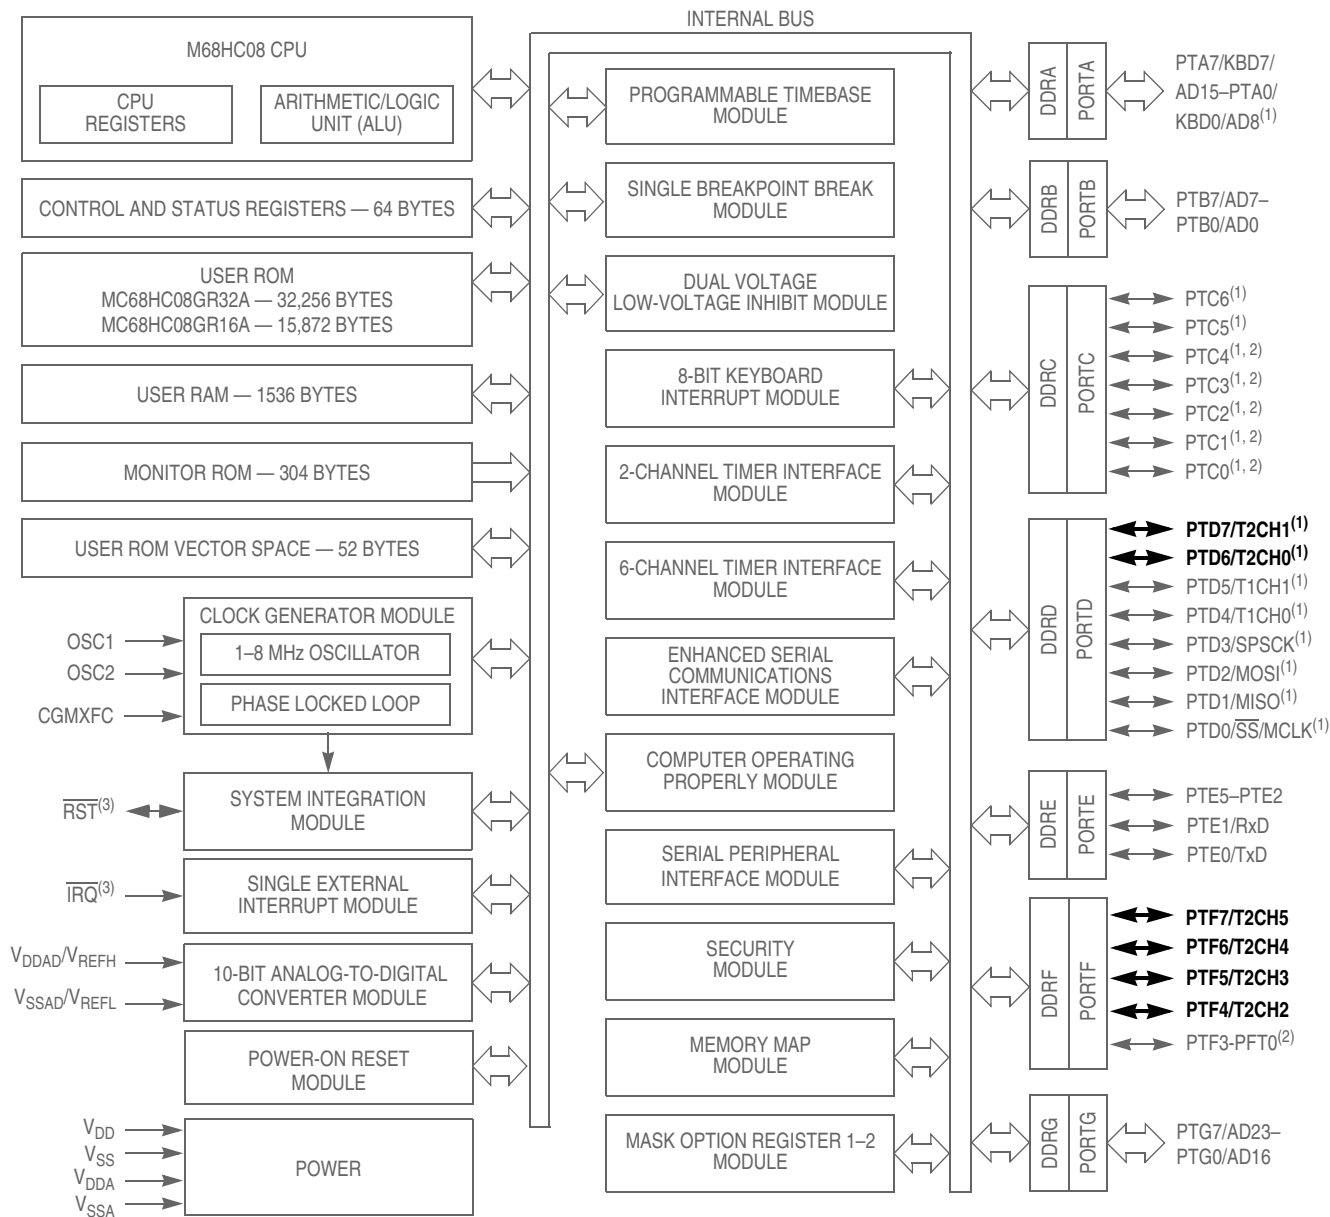 INTERNAL BUS
M68HC08 CPU
CPU
REGISTERS
ARITHMETIC/LOGIC
UNIT (ALU)
CONTROL AND STATUS REGISTERS — 64 BYTES
USER ROM
MC68HC08GR32A — 32,256 BYTES
MC68HC08GR16A — 15,872 BYTES
USER RAM — 1536 BYTES
MONITOR ROM — 304 BYTES
USER ROM VECTOR SPACE — 52 BYTES
CLOCK GENERATOR MODULE
1–8 MHz OSCILLATOR
PHASE LOCKED LOOP
OSC1
OSC2
CGMXFC
SYSTEM INTEGRATION
MODULE
RST(3)
SINGLE EXTERNAL
INTERRUPT MODULE
IRQ(3)
10-BIT ANALOG-TO-DIGITAL
CONVERTER MODULE
VDDAD/VREFH
VSSAD/VREFL
POWER-ON RESET
MODULE
POWER
VDD
VSS
VDDA
VSSA
PROGRAMMABLE TIMEBASE
MODULE
SINGLE BREAKPOINT BREAK
MODULE
DUAL VOLTAGE
LOW-VOLTAGE INHIBIT MODULE
8-BIT KEYBOARD
INTERRUPT MODULE
2-CHANNEL TIMER INTERFACE
MODULE
6-CHANNEL TIMER INTERFACE
MODULE
ENHANCED SERIAL
COMMUNICATIONS
INTERFACE MODULE
COMPUTER OPERATING
PROPERLY MODULE
SERIAL PERIPHERAL
INTERFACE MODULE
SECURITY
MODULE
MEMORY MAP
MODULE
MASK OPTION REGISTER 1–2
MODULE
DDRA
PORTA
PTA7/KBD7/
AD15–PTA0/
KBD0/AD8(1)
DDRB
PORTB
PTB7/AD7–
PTB0/AD0
DDRC
PORTC
PTC6(1)
PTC5(1)
PTC4(1, 2)
PTC3(1, 2)
PTC2(1, 2)
PTC1(1, 2)
PTC0(1, 2)
DDRD
PORTD
PTD7/T2CH1(1)
PTD6/T2CH0(1)
PTD5/T1CH1(1)
PTD4/T1CH0(1)
PTD3/SPSCK(1)
PTD2/MOSI(1)
PTD1/MISO(1)
PTD0/SS/MCLK(1)
DDRE
PORTE
PTE5–PTE2
PTE1/RxD
PTE0/TxD
DDRF
PORTF
PTF7/T2CH5
PTF6/T2CH4
PTF5/T2CH3
PTF4/T2CH2
PTF3-PFT0(2)
DDRG
PORTG
PTG7/AD23–
PTG0/AD16